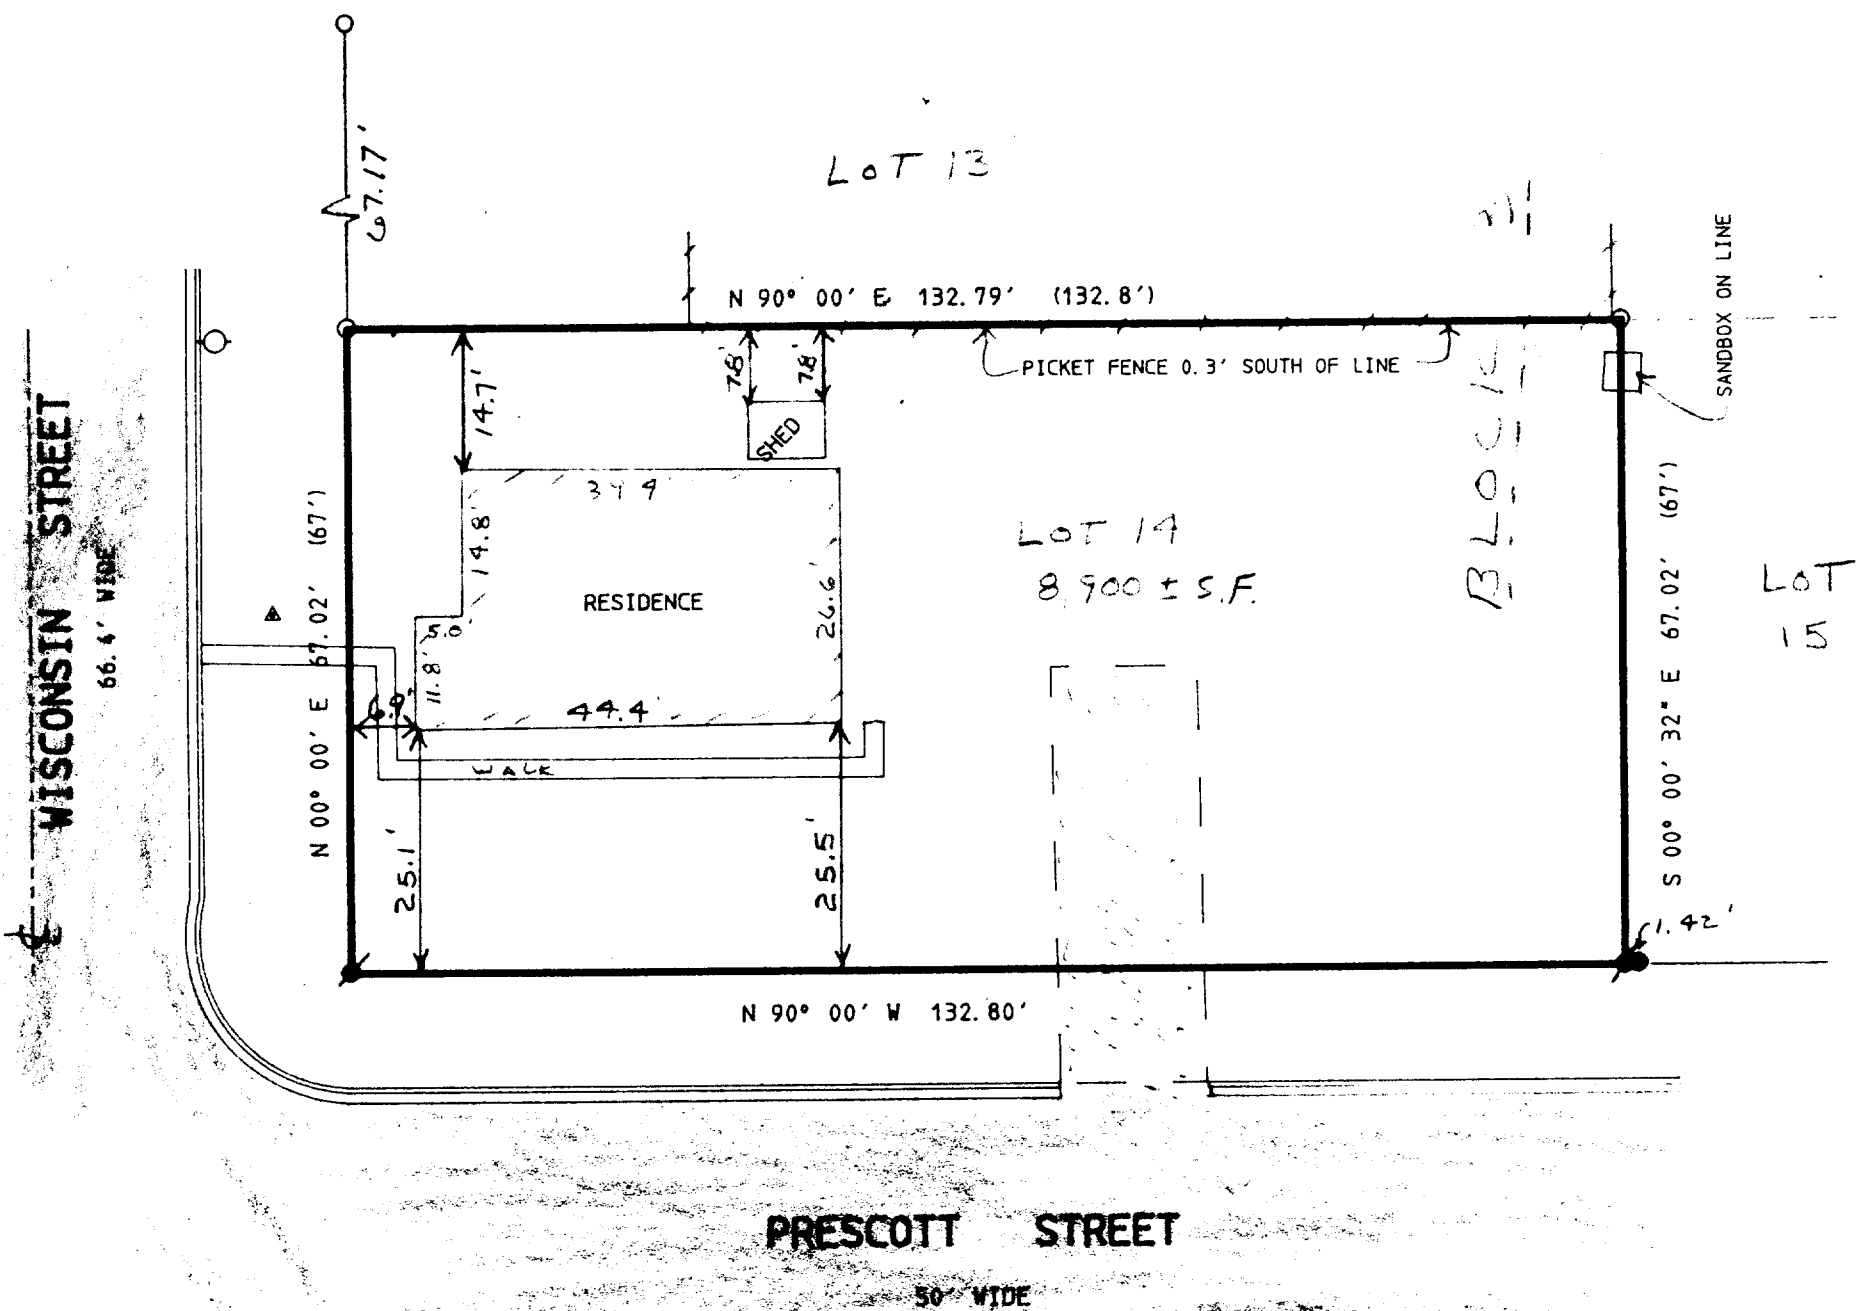 67.17'
LOT 13
N 90° 00' E 132.79' (132.8')
PICKET FENCE 0.3' SOUTH OF LINE
SANDBOX ON LINE
14.7'
7.8'
7.8'
SHED
WISCONSIN STREET
66.4' WIDE
N 00° 00' E 67.02' (67')
14.8'
RESIDENCE
26.6'
5.0
11.8'
6.9'
44.4
WALK
25.1'
25.5'
LOT 14
8,900 ± S.F.
BLOCK
S 00° 00' 32" E 67.02' (67')
LOT
15
1.42'
N 90° 00' W 132.80'
PRESCOTT STREET
50' WIDE